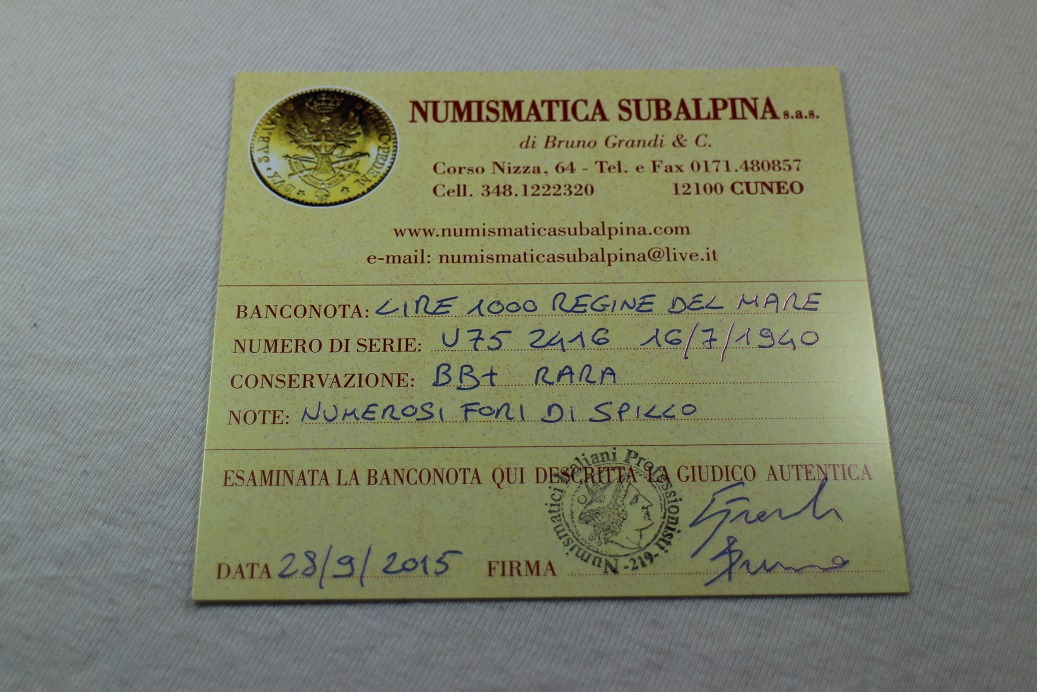 NUMISMATICA SUBALPINA s.a.s.
di Bruno Grandi & C.
Corso Nizza, 64 - Tel. e Fax 0171.480857
Cell. 348.1222320 12100 CUNEO
www.numismaticasubalpina.com
e-mail: numismaticasubalpina@live.it
BANCONOTA: LIRE 1000 REGINE DEL MARE
NUMERO DI SERIE: U75 2416 16/7/1940
CONSERVAZIONE: BB+ RARA
NOTE: NUMEROSI FORI DI SPILLO
ESAMINATA LA BANCONOTA QUI DESCRITTA LA GIUDICO AUTENTICA
Numismatici Italiani Professionisti -219-
DATA 28/9/2015 FIRMA Grandi Bruno